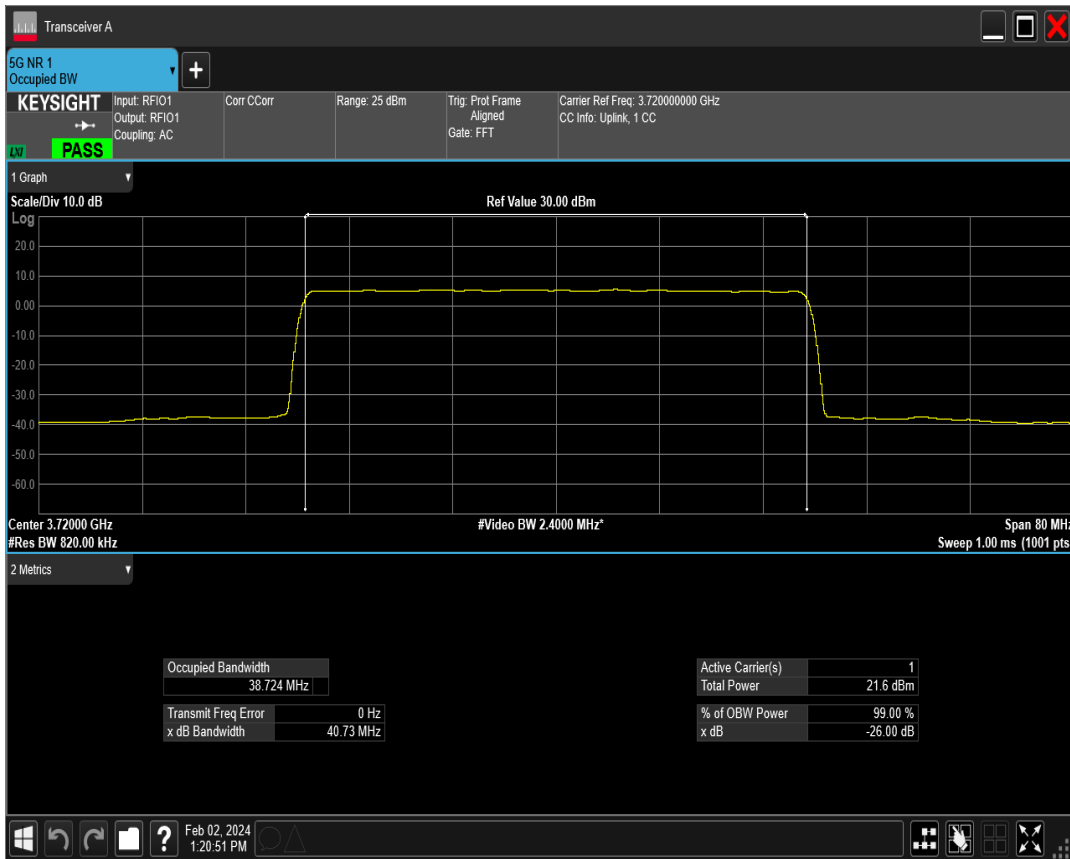 Transceiver A
5G NR 1
Occupied BW
+
KEYSIGHT
LXI
PASS
Input: RFIO1
Output: RFIO1
Coupling: AC
Corr CCorr
Range: 25 dBm
Trig: Prot Frame
Aligned
Gate: FFT
Carrier Ref Freq: 3.720000000 GHz
CC Info: Uplink, 1 CC
1 Graph
Scale/Div 10.0 dB
Ref Value 30.00 dBm
Log
20.0
10.0
0.00
-10.0
-20.0
-30.0
-40.0
-50.0
-60.0
Center 3.72000 GHz
#Video BW 2.4000 MHz*
Span 80 MHz
#Res BW 820.00 kHz
Sweep 1.00 ms (1001 pts
2 Metrics
Occupied Bandwidth
38.724 MHz
Transmit Freq Error 0 Hz
x dB Bandwidth 40.73 MHz
Active Carrier(s) 1
Total Power 21.6 dBm
% of OBW Power 99.00 %
x dB -26.00 dB
?
Feb 02, 2024
1:20:51 PM